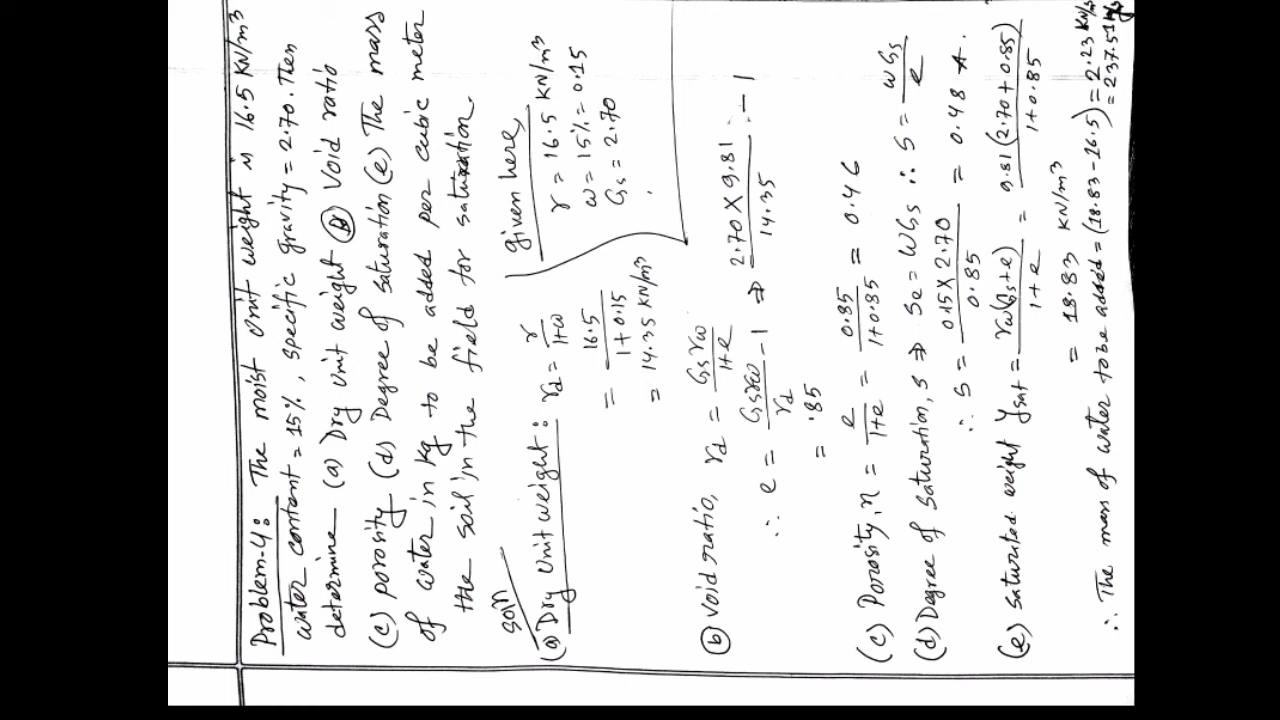 Problem-4: The moist unit weight is 16.5 KN/m³
water content = 15%, specific gravity = 2.70. Then
determine (a) Dry unit weight (b) Void ratio
(c) porosity (d) Degree of saturation (e) The mass
of water in kg to be added per cubic meter
the soil in the field for saturation.
soln
given here,
γ = 16.5 KN/m³
ω = 15% = 0.15
Gs = 2.70
(a) Dry Unit weight: γd = γ / 1+ω
= 16.5 / 1+0.15
= 14.35 KN/m³
(b) Void ratio, γd = Gsγω / 1+e
∴ e = Gsγω / γd - 1 ⇒ 2.70 × 9.81 / 14.35 - 1
= .85
(c) Porosity, n = e / 1+e = 0.85 / 1+0.85 = 0.46
(d) Degree of saturation, S ⇒ Se = ωGs ∴ S = ωGs / e
∴ S = 0.15 × 2.70 / 0.85 = 0.48
(e) saturated weight γsat = γω(Gs+e) / 1+e = 9.81(2.70+0.85) / 1+0.85
= 18.83 KN/m³
∴ The mass of water to be added = (18.83-16.5) = 2.23 KN/m³
= 237.51